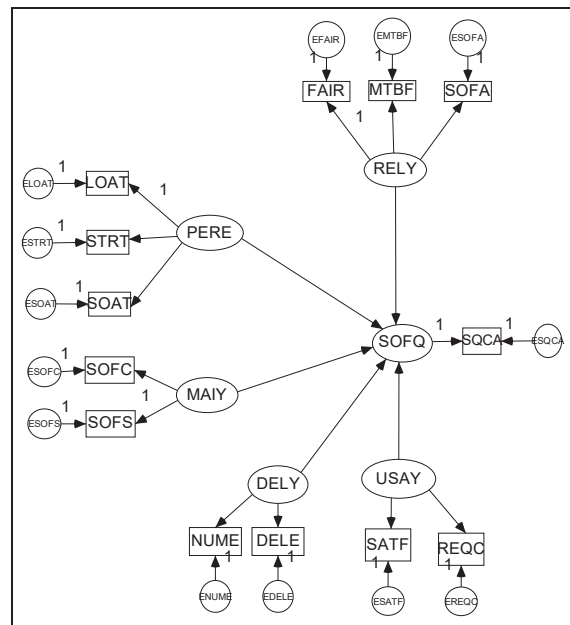 EFAIR
EMTBF
ESOFA
1
1
1
FAIR
MTBF
SOFA
1
RELY
1
1
ELOAT
LOAT
1
ESTRT
STRT
PERE
1
ESOAT
SOAT
1
1
1
SOFQ
SQCA
ESQCA
ESOFC
SOFC
1
1
MAIY
ESOFS
SOFS
DELY
USAY
NUME
DELE
SATF
REQC
1
1
1
1
ENUME
EDELE
ESATF
EREQC